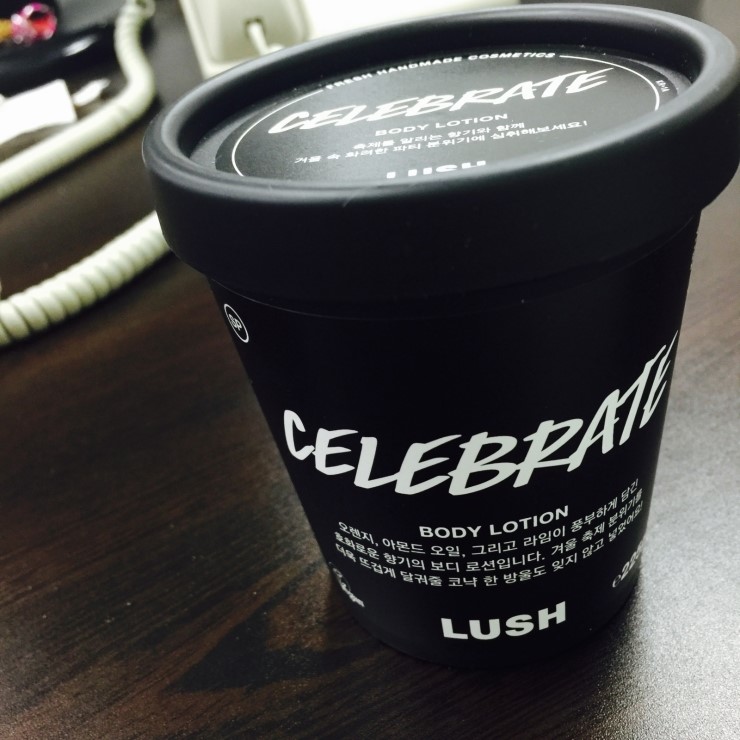 FRESH HANDMADE COSMETICS
CELEBRATE
BODY LOTION
축제를 알리는 향기와 함께
겨울 속 화려한 파티 분위기에 심취해보세요!
LUSH
SP
CELEBRATE
BODY LOTION
오렌지, 아몬드 오일, 그리고 라임이 풍부하게 담긴
호화로운 향기의 보디 로션입니다. 겨울 축제 분위기를
더욱 뜨겁게 달궈줄 코냑 한 방울도 잊지 않고 넣었어요!
LUSH